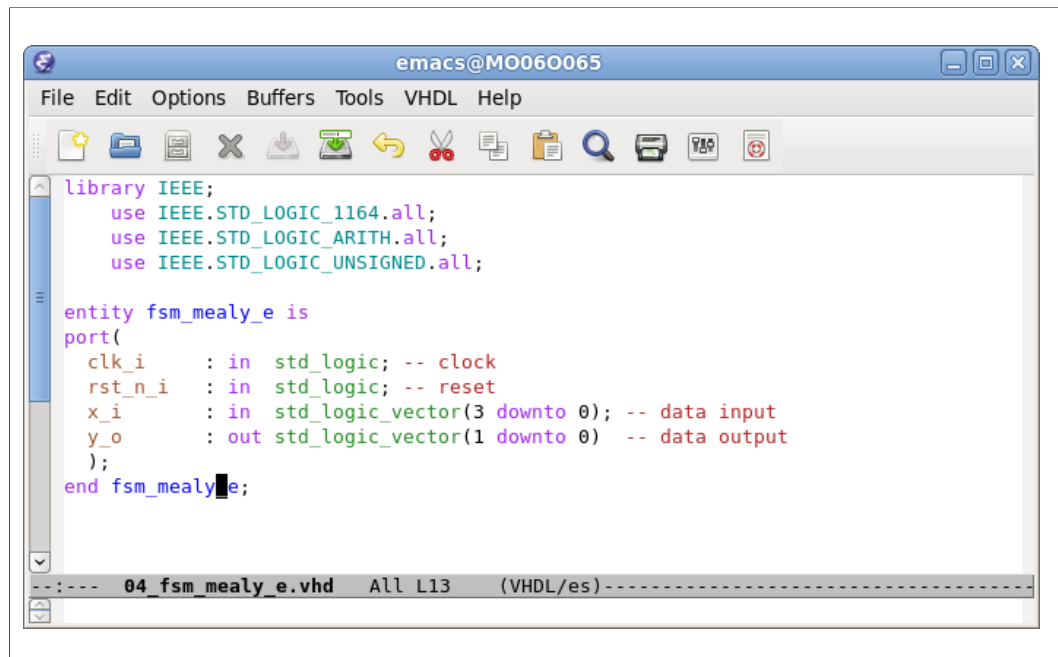 emacs@MO06O065
File Edit Options Buffers Tools VHDL Help
library IEEE;
    use IEEE.STD_LOGIC_1164.all;
    use IEEE.STD_LOGIC_ARITH.all;
    use IEEE.STD_LOGIC_UNSIGNED.all;
entity fsm_mealy_e is
port(
  clk_i     : in  std_logic; -- clock
  rst_n_i   : in  std_logic; -- reset
  x_i       : in  std_logic_vector(3 downto 0); -- data input
  y_o       : out std_logic_vector(1 downto 0)  -- data output
  );
end fsm_mealy_e;
--:---  04_fsm_mealy_e.vhd   All L13    (VHDL/es)-------------------------------------